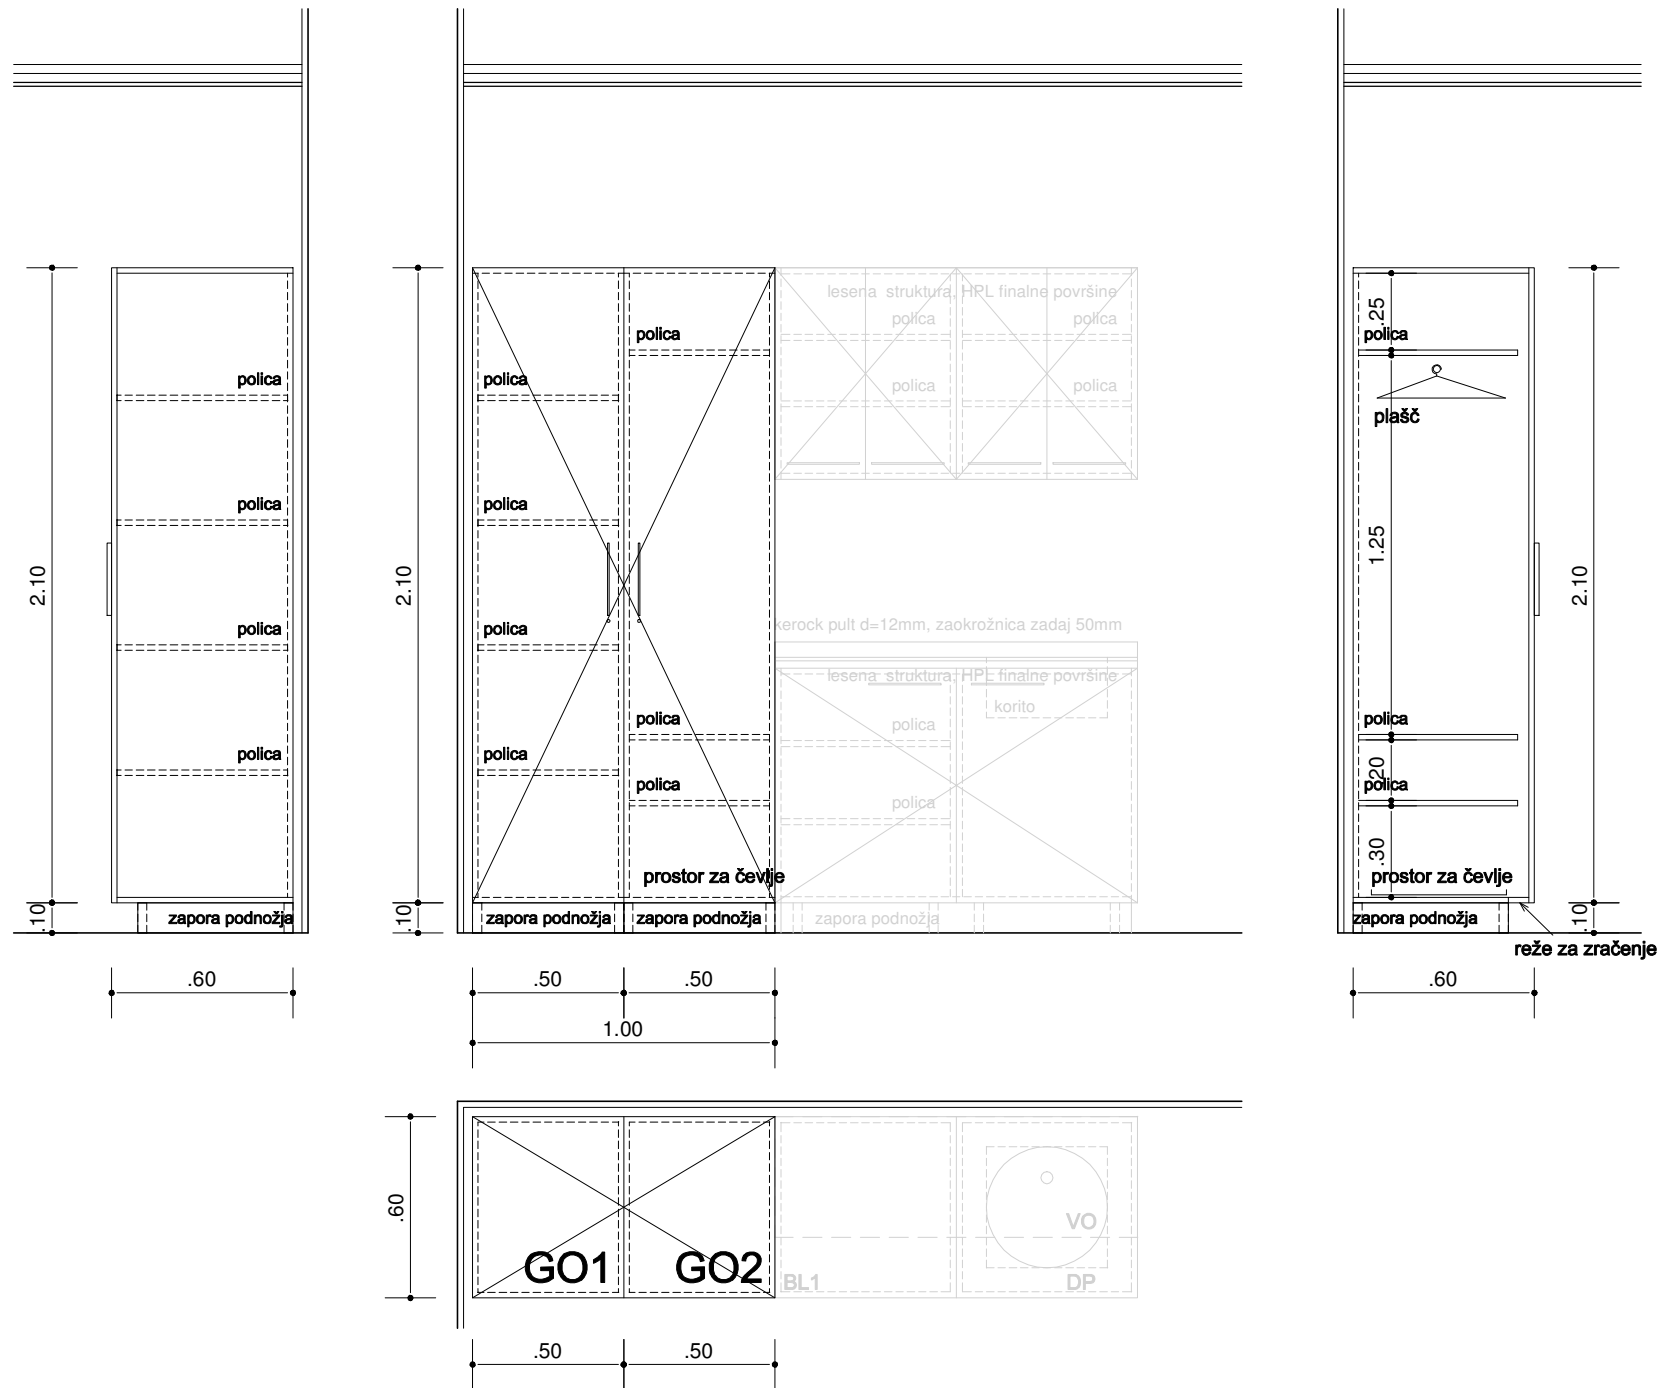 polica
polica
polica
polica
zapora podnožja
2.10
.10
.60
polica
polica
polica
polica
zapora podnožja
polica
polica
polica
prostor za čevlje
zapora podnožja
2.10
.10
.50
.50
1.00
lesena struktura, HPL finalne površine
polica
polica
polica
polica
kerock pult d=12mm, zaokrožnica zadaj 50mm
lesena struktura, HPL finalne površine
korito
polica
polica
zapora podnožja
.25
polica
plašč
1.25
polica
.20
polica
.30
prostor za čevlje
zapora podnožja
reže za zračenje
2.10
.10
.60
.60
GO1
GO2
BL1
VO
DP
.50
.50